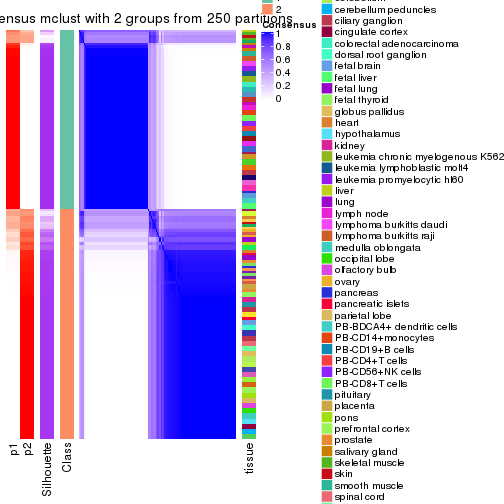 ensus mclust with 2 groups from 250 partitions
2
Consensus
1
0.8
0.6
0.4
0.2
0
p1
p2
Silhouette
Class
tissue
cerebellum peduncles
ciliary ganglion
cingulate cortex
colorectal adenocarcinoma
dorsal root ganglion
fetal brain
fetal liver
fetal lung
fetal thyroid
globus pallidus
heart
hypothalamus
kidney
leukemia chronic myelogenous K562
leukemia lymphoblastic molt4
leukemia promyelocytic hl60
liver
lung
lymph node
lymphoma burkitts daudi
lymphoma burkitts raji
medulla oblongata
occipital lobe
olfactory bulb
ovary
pancreas
pancreatic islets
parietal lobe
PB-BDCA4+ dendritic cells
PB-CD14+monocytes
PB-CD19+B cells
PB-CD4+T cells
PB-CD56+NK cells
PB-CD8+T cells
pituitary
placenta
pons
prefrontal cortex
prostate
salivary gland
skeletal muscle
skin
smooth muscle
spinal cord